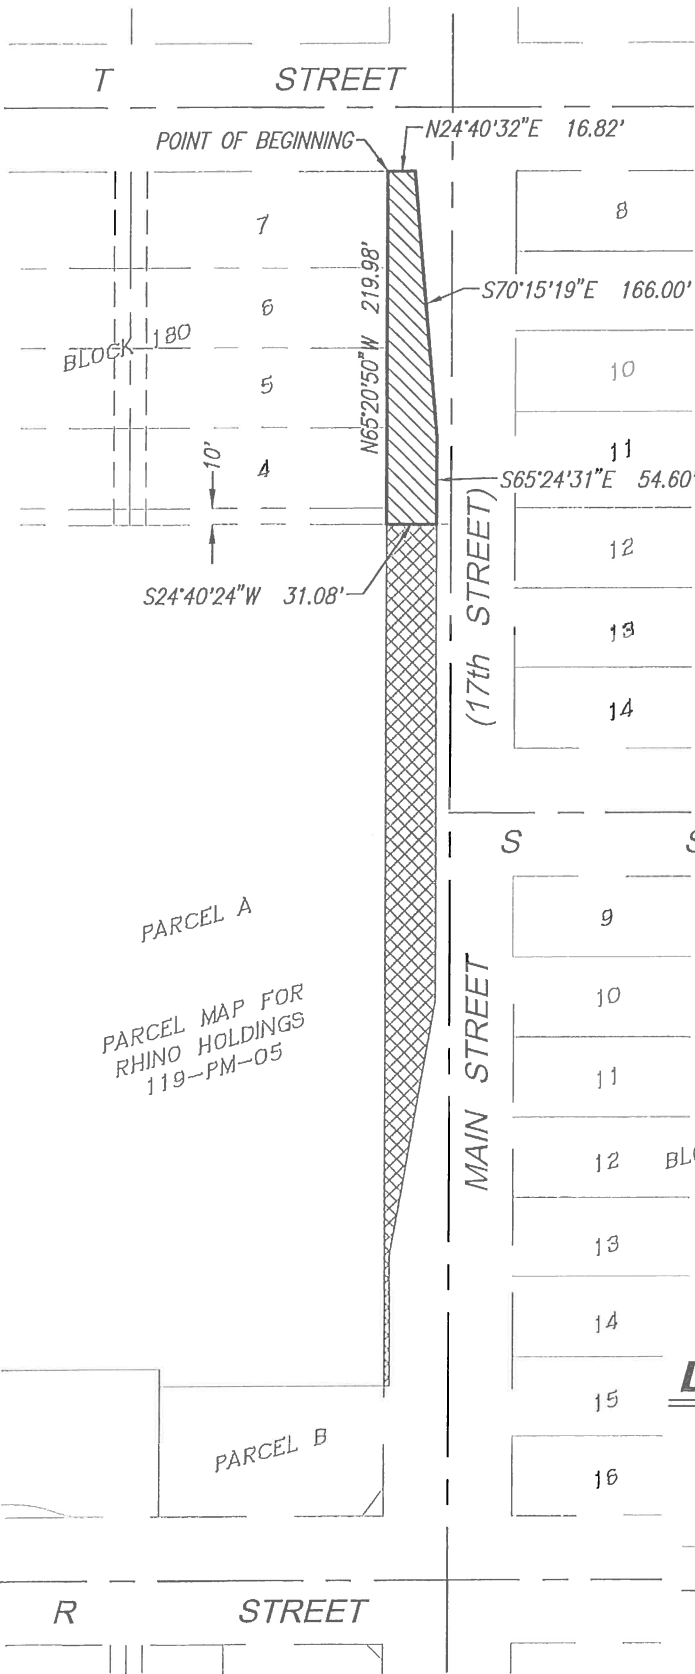 T STREET
POINT OF BEGINNING
N24°40'32"E 16.82'
7
8
N65°20'50"W 219.98'
S70°15'19"E 166.00'
6
BLOCK 180
10
5
11
10'
4
S65°24'31"E 54.60'
12
S24°40'24"W 31.08'
(17th STREET)
13
14
S
PARCEL A
9
MAIN STREET
10
PARCEL MAP FOR
RHINO HOLDINGS
119-PM-05
11
12
13
14
15
PARCEL B
16
R STREET